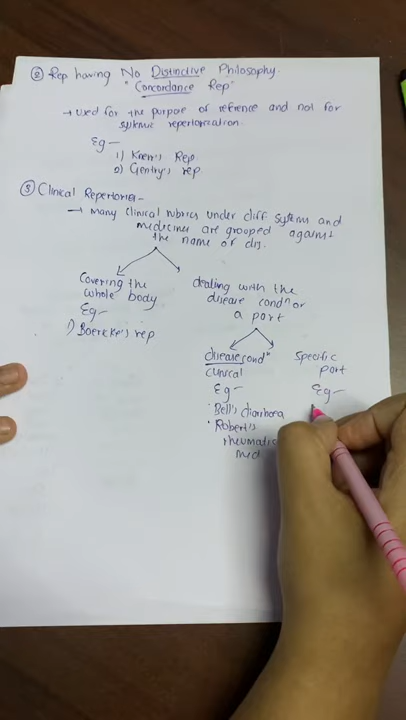 ② Rep having No Distinctive Philosophy.
"Concordance Rep"
→ Used for the purpose of reference and not for
systemic repertorization.
Eg —
1) Knerr's Rep.
2) Gentry's rep.
③ Clinical Repertories -
→ Many Clinical rubrics under diff systems and
medicines are grouped against
the name of dis.
Covering the
whole body
Eg —
1) Boericke's rep
dealing with the
disease condn or
a part
disease condn
Clinical
Eg —
• Bell's diarrhoea
• Robert's
rheumatic
med
Specific
part
Eg —